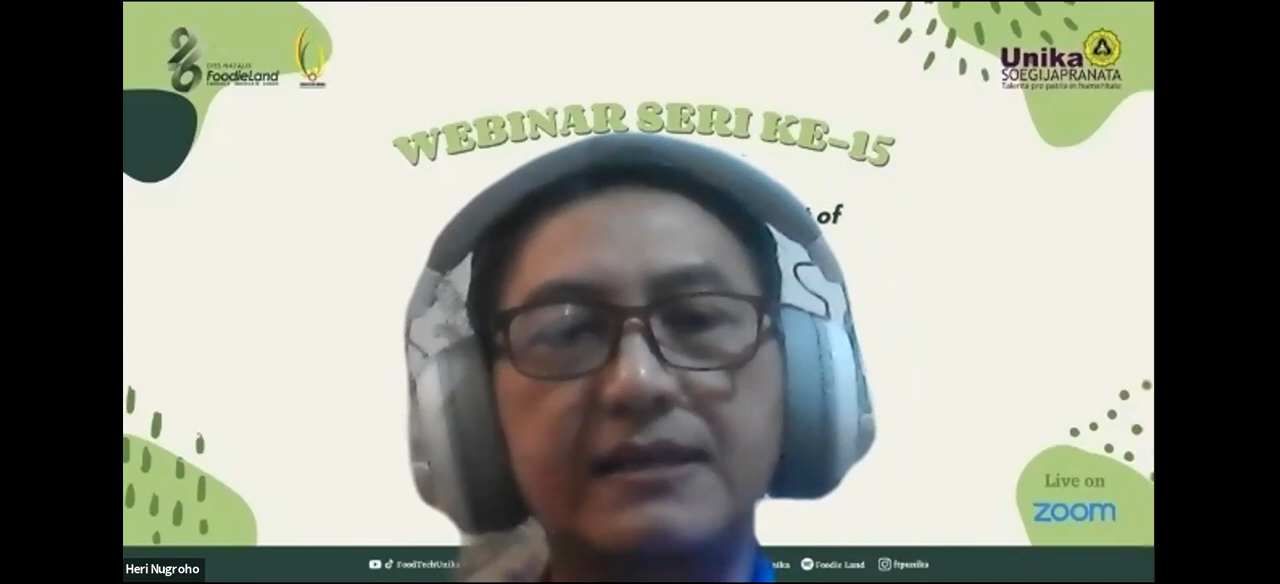 DIES NATALIS
FoodieLand
Unika
SOEGIJAPRANATA
Talenta pro patria et humanitate
WEBINAR SERI KE-15
of
Live on
zoom
Heri Nugroho
FoodTechUnika
Foodie Land
ftpunika